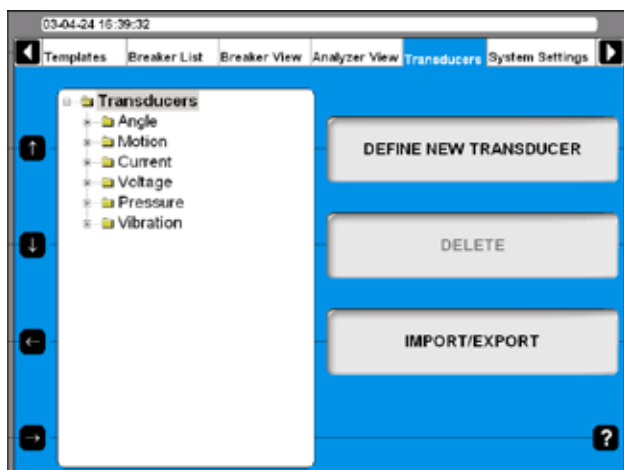 03-04-24 16:39:32
Templates Breaker List Breaker View Analyzer View Transducers System Settings
Transducers
Angle
Motion
Current
Voltage
Pressure
Vibration
DEFINE NEW TRANSDUCER
DELETE
IMPORT/EXPORT
?